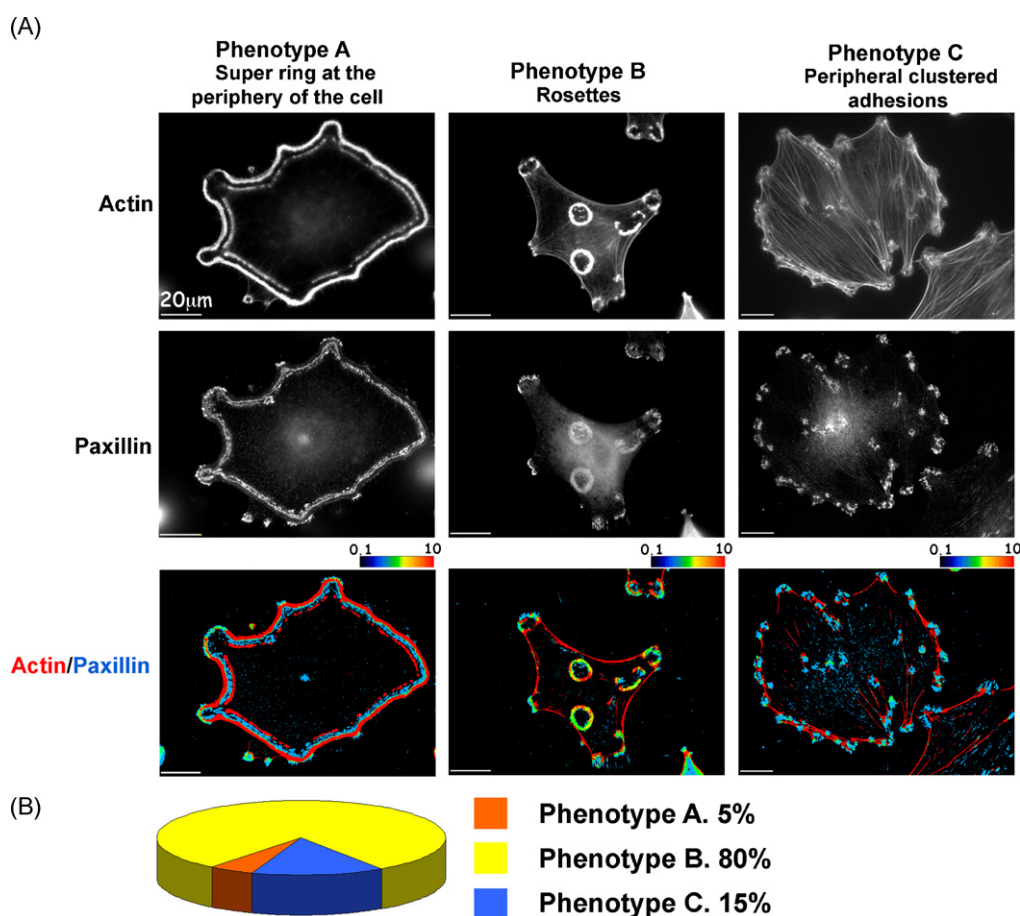 (A)
Phenotype A
Super ring at the
periphery of the cell
Phenotype B
Rosettes
Phenotype C
Peripheral clustered
adhesions
Actin
20μm
Paxillin
0.1 10
0.1 10
0.1 10
Actin/Paxillin
(B)
Phenotype A. 5%
Phenotype B. 80%
Phenotype C. 15%